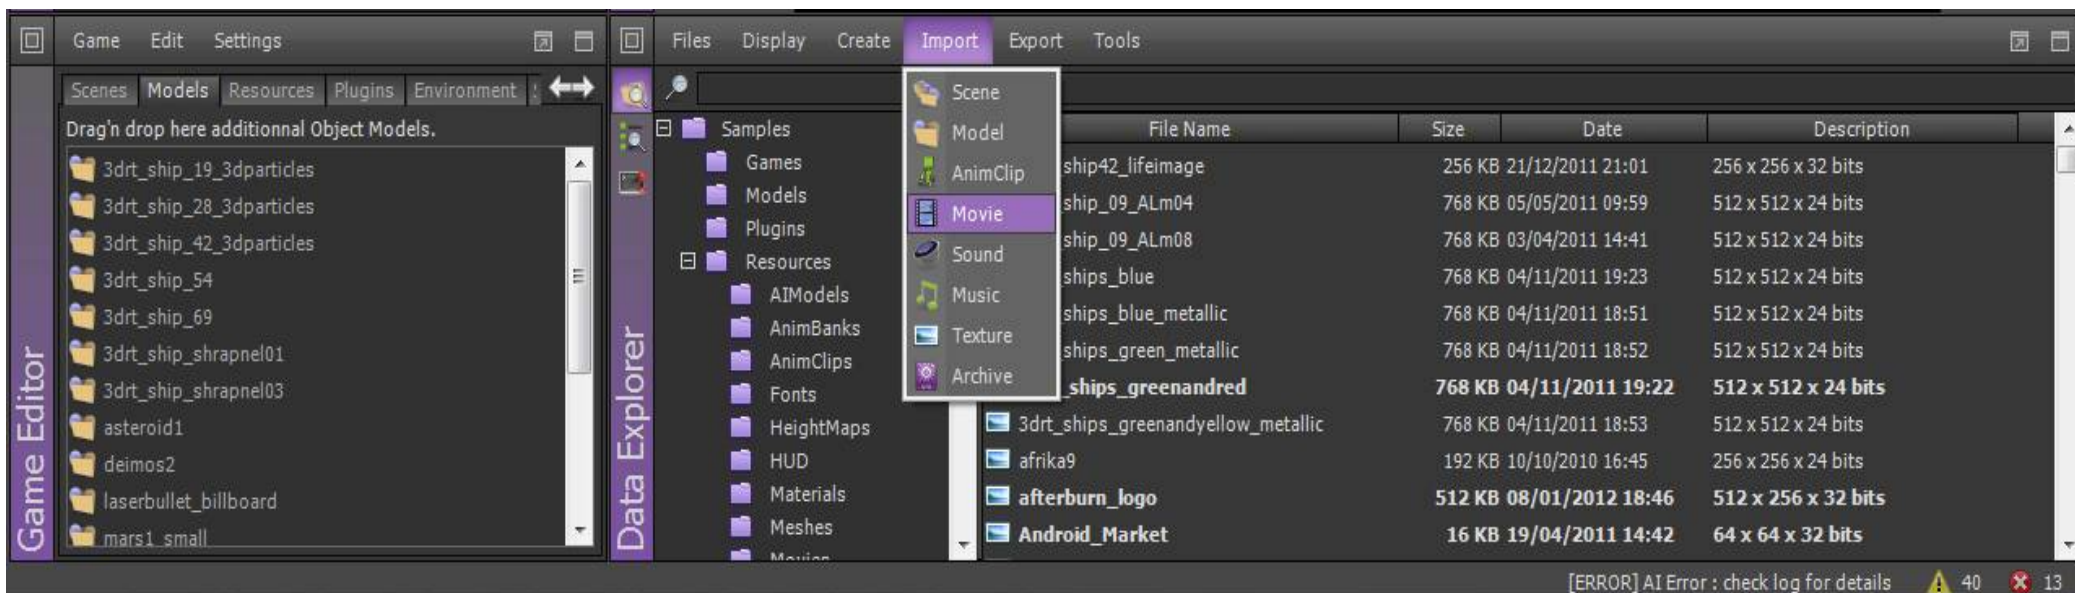 Game Edit Settings
Scenes Models Resources Plugins Environment
Drag'n drop here additionnal Object Models.
3drt_ship_19_3dparticles
3drt_ship_28_3dparticles
3drt_ship_42_3dparticles
3drt_ship_54
3drt_ship_69
3drt_ship_shrapnel01
3drt_ship_shrapnel03
asteroid1
deimos2
laserbullet_billboard
mars1_small
Game Editor
Files Display Create Import Export Tools
Data Explorer
Samples
Games
Models
Plugins
Resources
AIModels
AnimBanks
AnimClips
Fonts
HeightMaps
HUD
Materials
Meshes
Movies
Scene
Model
AnimClip
Movie
Sound
Music
Texture
Archive
File Name Size Date Description
ship42_lifeimage 256 KB 21/12/2011 21:01 256 x 256 x 32 bits
ship_09_ALm04 768 KB 05/05/2011 09:59 512 x 512 x 24 bits
ship_09_ALm08 768 KB 03/04/2011 14:41 512 x 512 x 24 bits
ships_blue 768 KB 04/11/2011 19:23 512 x 512 x 24 bits
ships_blue_metallic 768 KB 04/11/2011 18:51 512 x 512 x 24 bits
ships_green_metallic 768 KB 04/11/2011 18:52 512 x 512 x 24 bits
_ships_greenandred 768 KB 04/11/2011 19:22 512 x 512 x 24 bits
3drt_ships_greenandyellow_metallic 768 KB 04/11/2011 18:53 512 x 512 x 24 bits
afrika9 192 KB 10/10/2010 16:45 256 x 256 x 24 bits
afterburn_logo 512 KB 08/01/2012 18:46 512 x 256 x 32 bits
Android_Market 16 KB 19/04/2011 14:42 64 x 64 x 32 bits
[ERROR] AI Error : check log for details 40 13